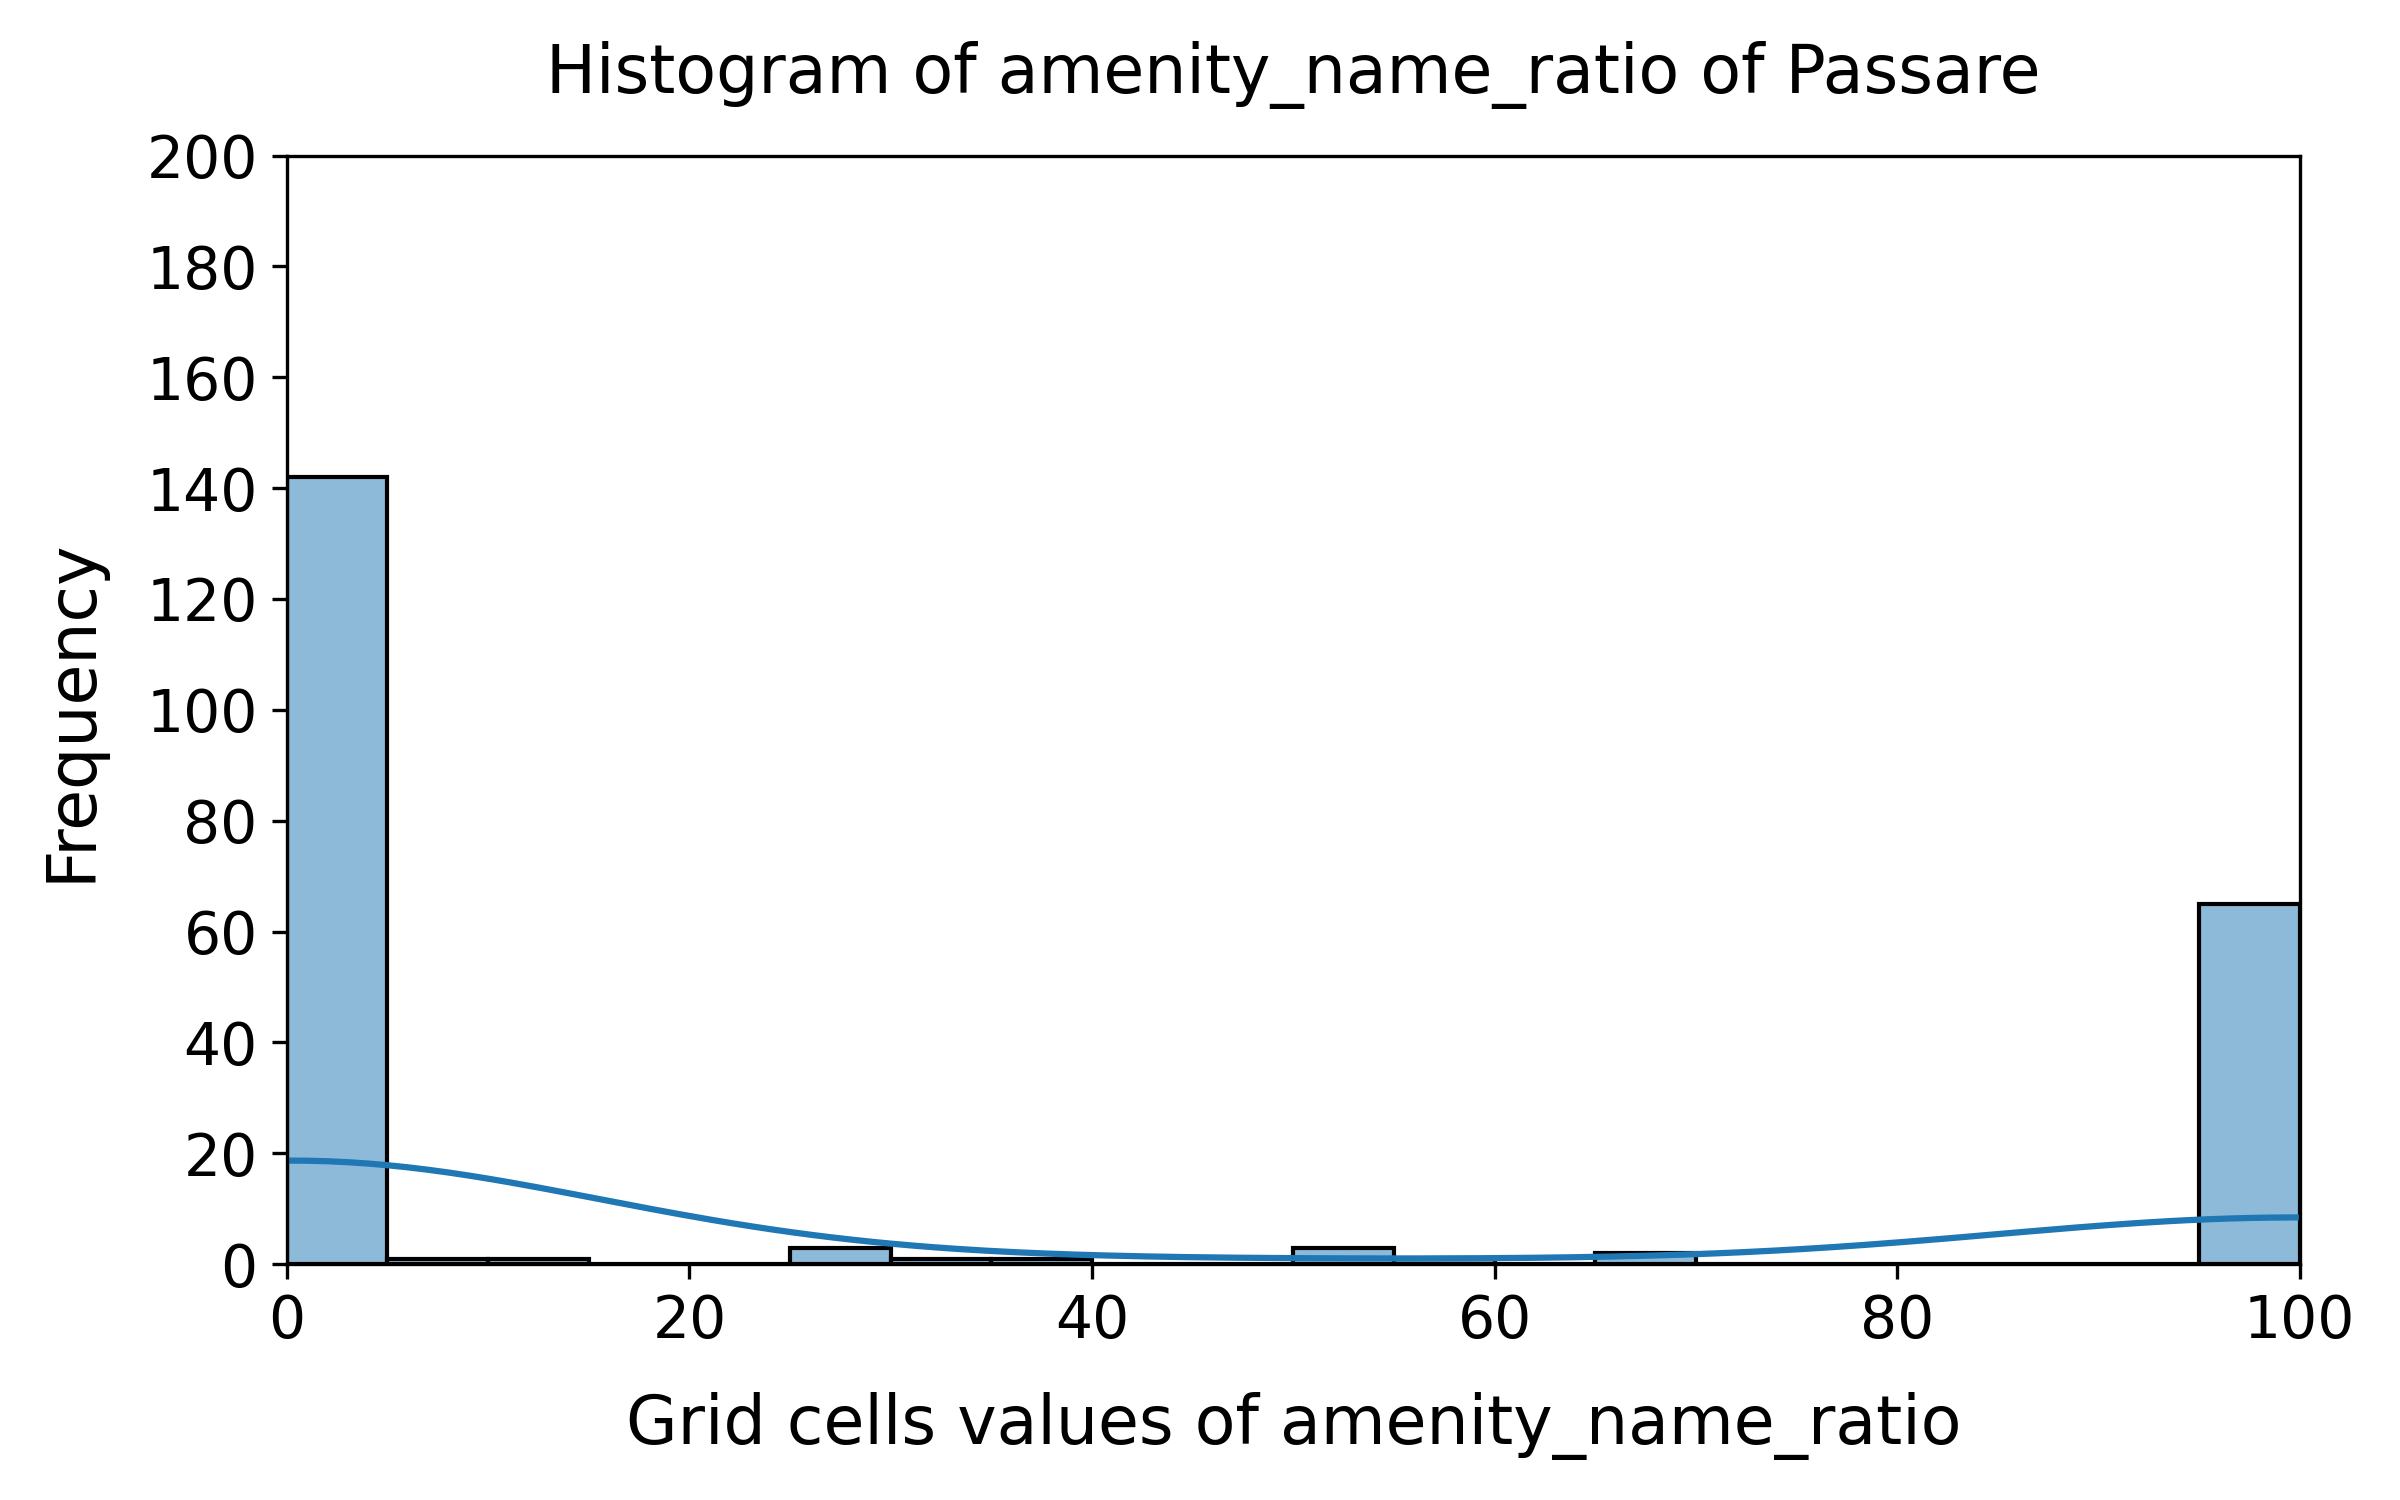 Histogram of amenity_name_ratio of Passare
200
180
160
140
120
100
80
60
40
20
0
Frequency
0 20 40 60 80 100
Grid cells values of amenity_name_ratio